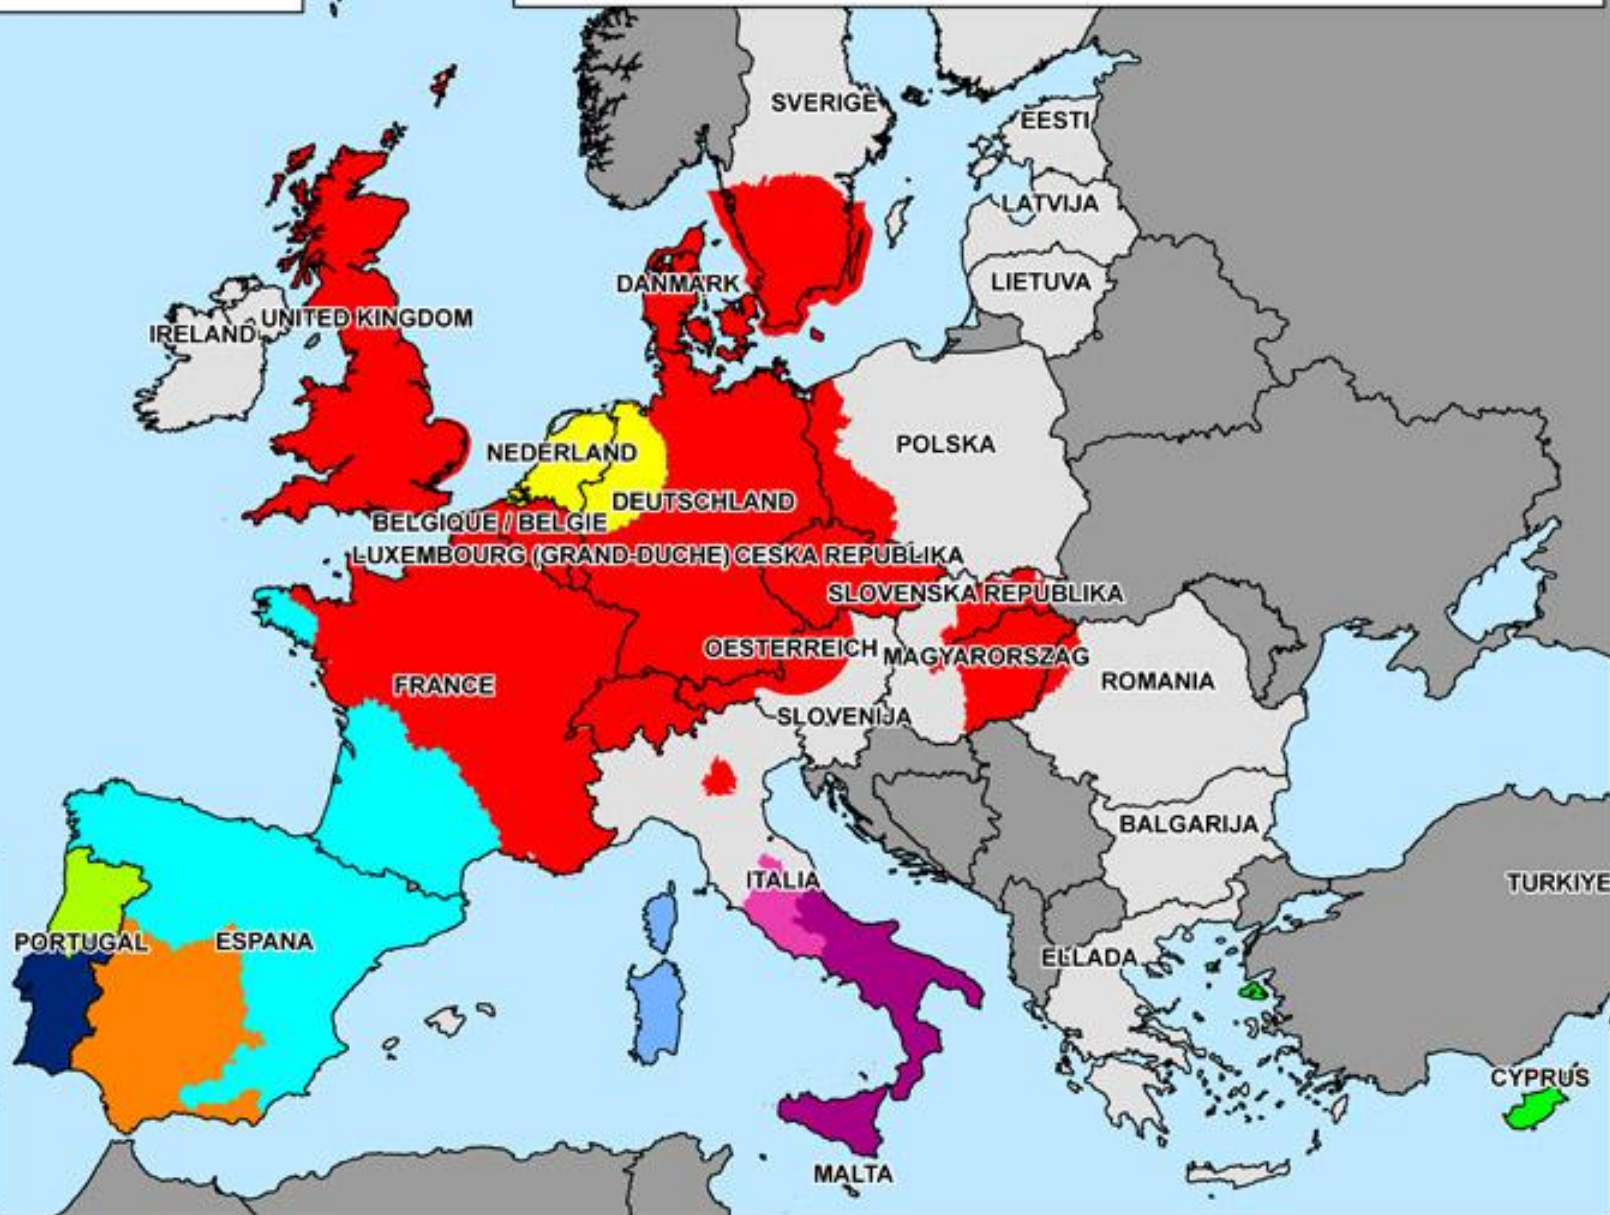 SVERIGE
EESTI
LATVIJA
LIETUVA
DANMARK
UNITED KINGDOM
IRELAND
NEDERLAND
POLSKA
DEUTSCHLAND
BELGIQUE / BELGIE
LUXEMBOURG (GRAND-DUCHE)
CESKA REPUBLIKA
SLOVENSKA REPUBLIKA
OESTERREICH
MAGYARORSZAG
FRANCE
ROMANIA
SLOVENIJA
BALGARIJA
ITALIA
TURKIYE
PORTUGAL
ESPANA
ELLADA
CYPRUS
MALTA